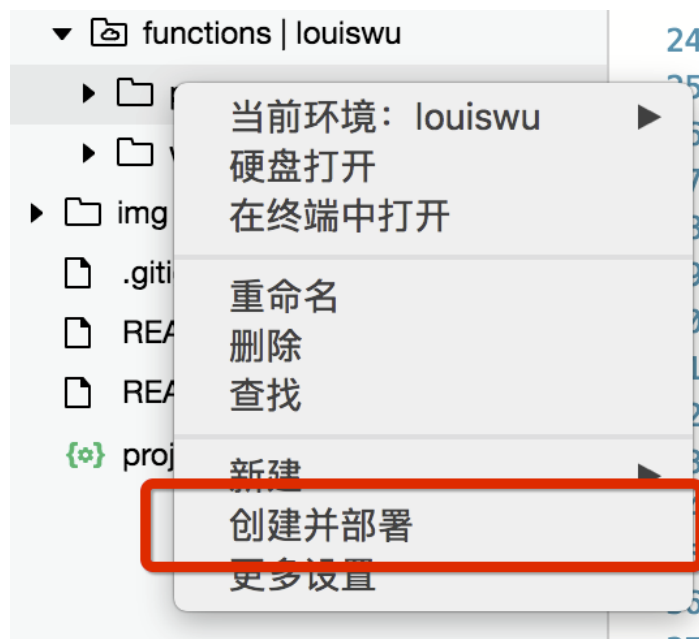 functions | louiswu
当前环境：louiswu
硬盘打开
在终端中打开
img
.giti
重命名
REA
删除
REA
查找
proj
新建
创建并部署
更多设置
24